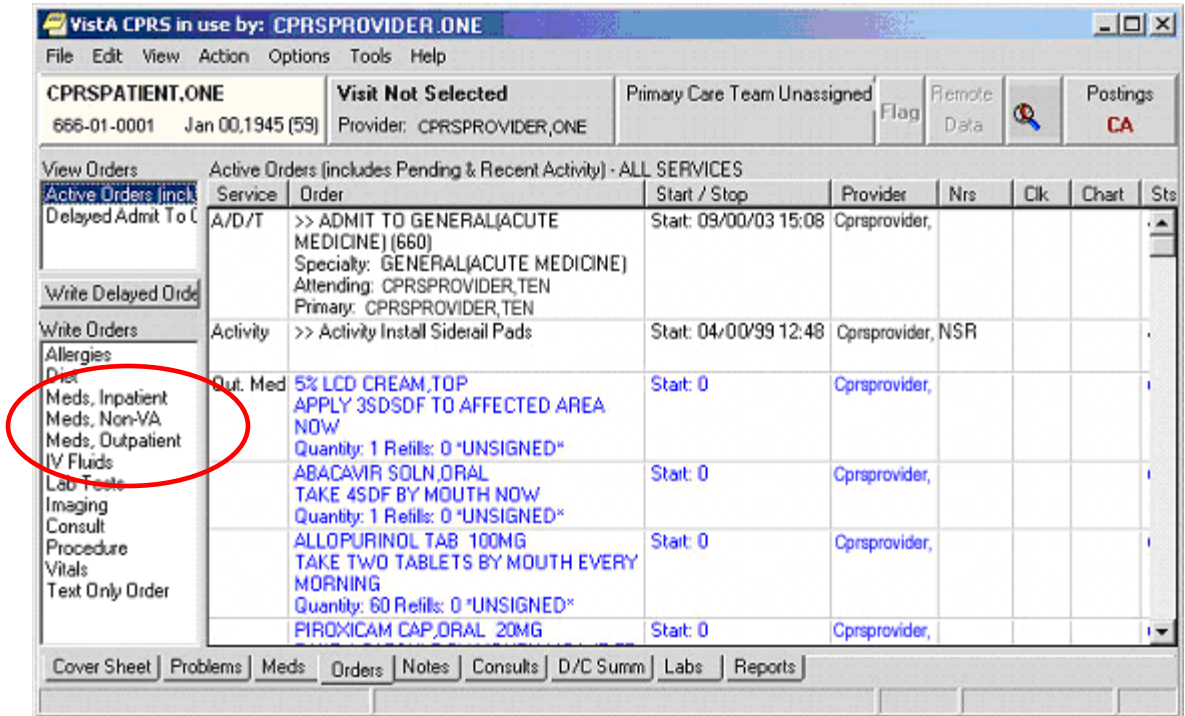 VistA CPRS in use by: CPRSPROVIDER.ONE
File Edit View Action Options Tools Help
CPRSPATIENT,ONE
666-01-0001 Jan 00,1945 (59)
Visit Not Selected
Provider: CPRSPROVIDER,ONE
Primary Care Team Unassigned
Flag
Remote
Data
Postings
CA
View Orders
Active Orders (inclu
Delayed Admit To
Write Delayed Orde
Write Orders
Allergies
Diet
Meds, Inpatient
Meds, Non-VA
Meds, Outpatient
IV Fluids
Lab Tests
Imaging
Consult
Procedure
Vitals
Text Only Order
Active Orders (includes Pending & Recent Activity) - ALL SERVICES
Service Order Start / Stop Provider Nrs Clk Chart Sts
A/D/T >> ADMIT TO GENERAL(ACUTE Start: 09/00/03 15:08 Cprsprovider,
MEDICINE) (660)
Specialty: GENERAL(ACUTE MEDICINE)
Attending: CPRSPROVIDER,TEN
Primary: CPRSPROVIDER,TEN
Activity >> Activity Install Siderail Pads Start: 04/00/99 12:48 Cprsprovider, NSR
Out. Med 5% LCD CREAM,TOP Start: 0 Cprsprovider,
APPLY 3SDSDF TO AFFECTED AREA
NOW
Quantity: 1 Refills: 0 *UNSIGNED*
ABACAVIR SOLN,ORAL Start: 0 Cprsprovider,
TAKE 4SDF BY MOUTH NOW
Quantity: 1 Refills: 0 *UNSIGNED*
ALLOPURINOL TAB 100MG Start: 0 Cprsprovider,
TAKE TWO TABLETS BY MOUTH EVERY
MORNING
Quantity: 60 Refills: 0 *UNSIGNED*
PIROXICAM CAP,ORAL 20MG Start: 0 Cprsprovider,
Cover Sheet Problems Meds Orders Notes Consults D/C Summ Labs Reports